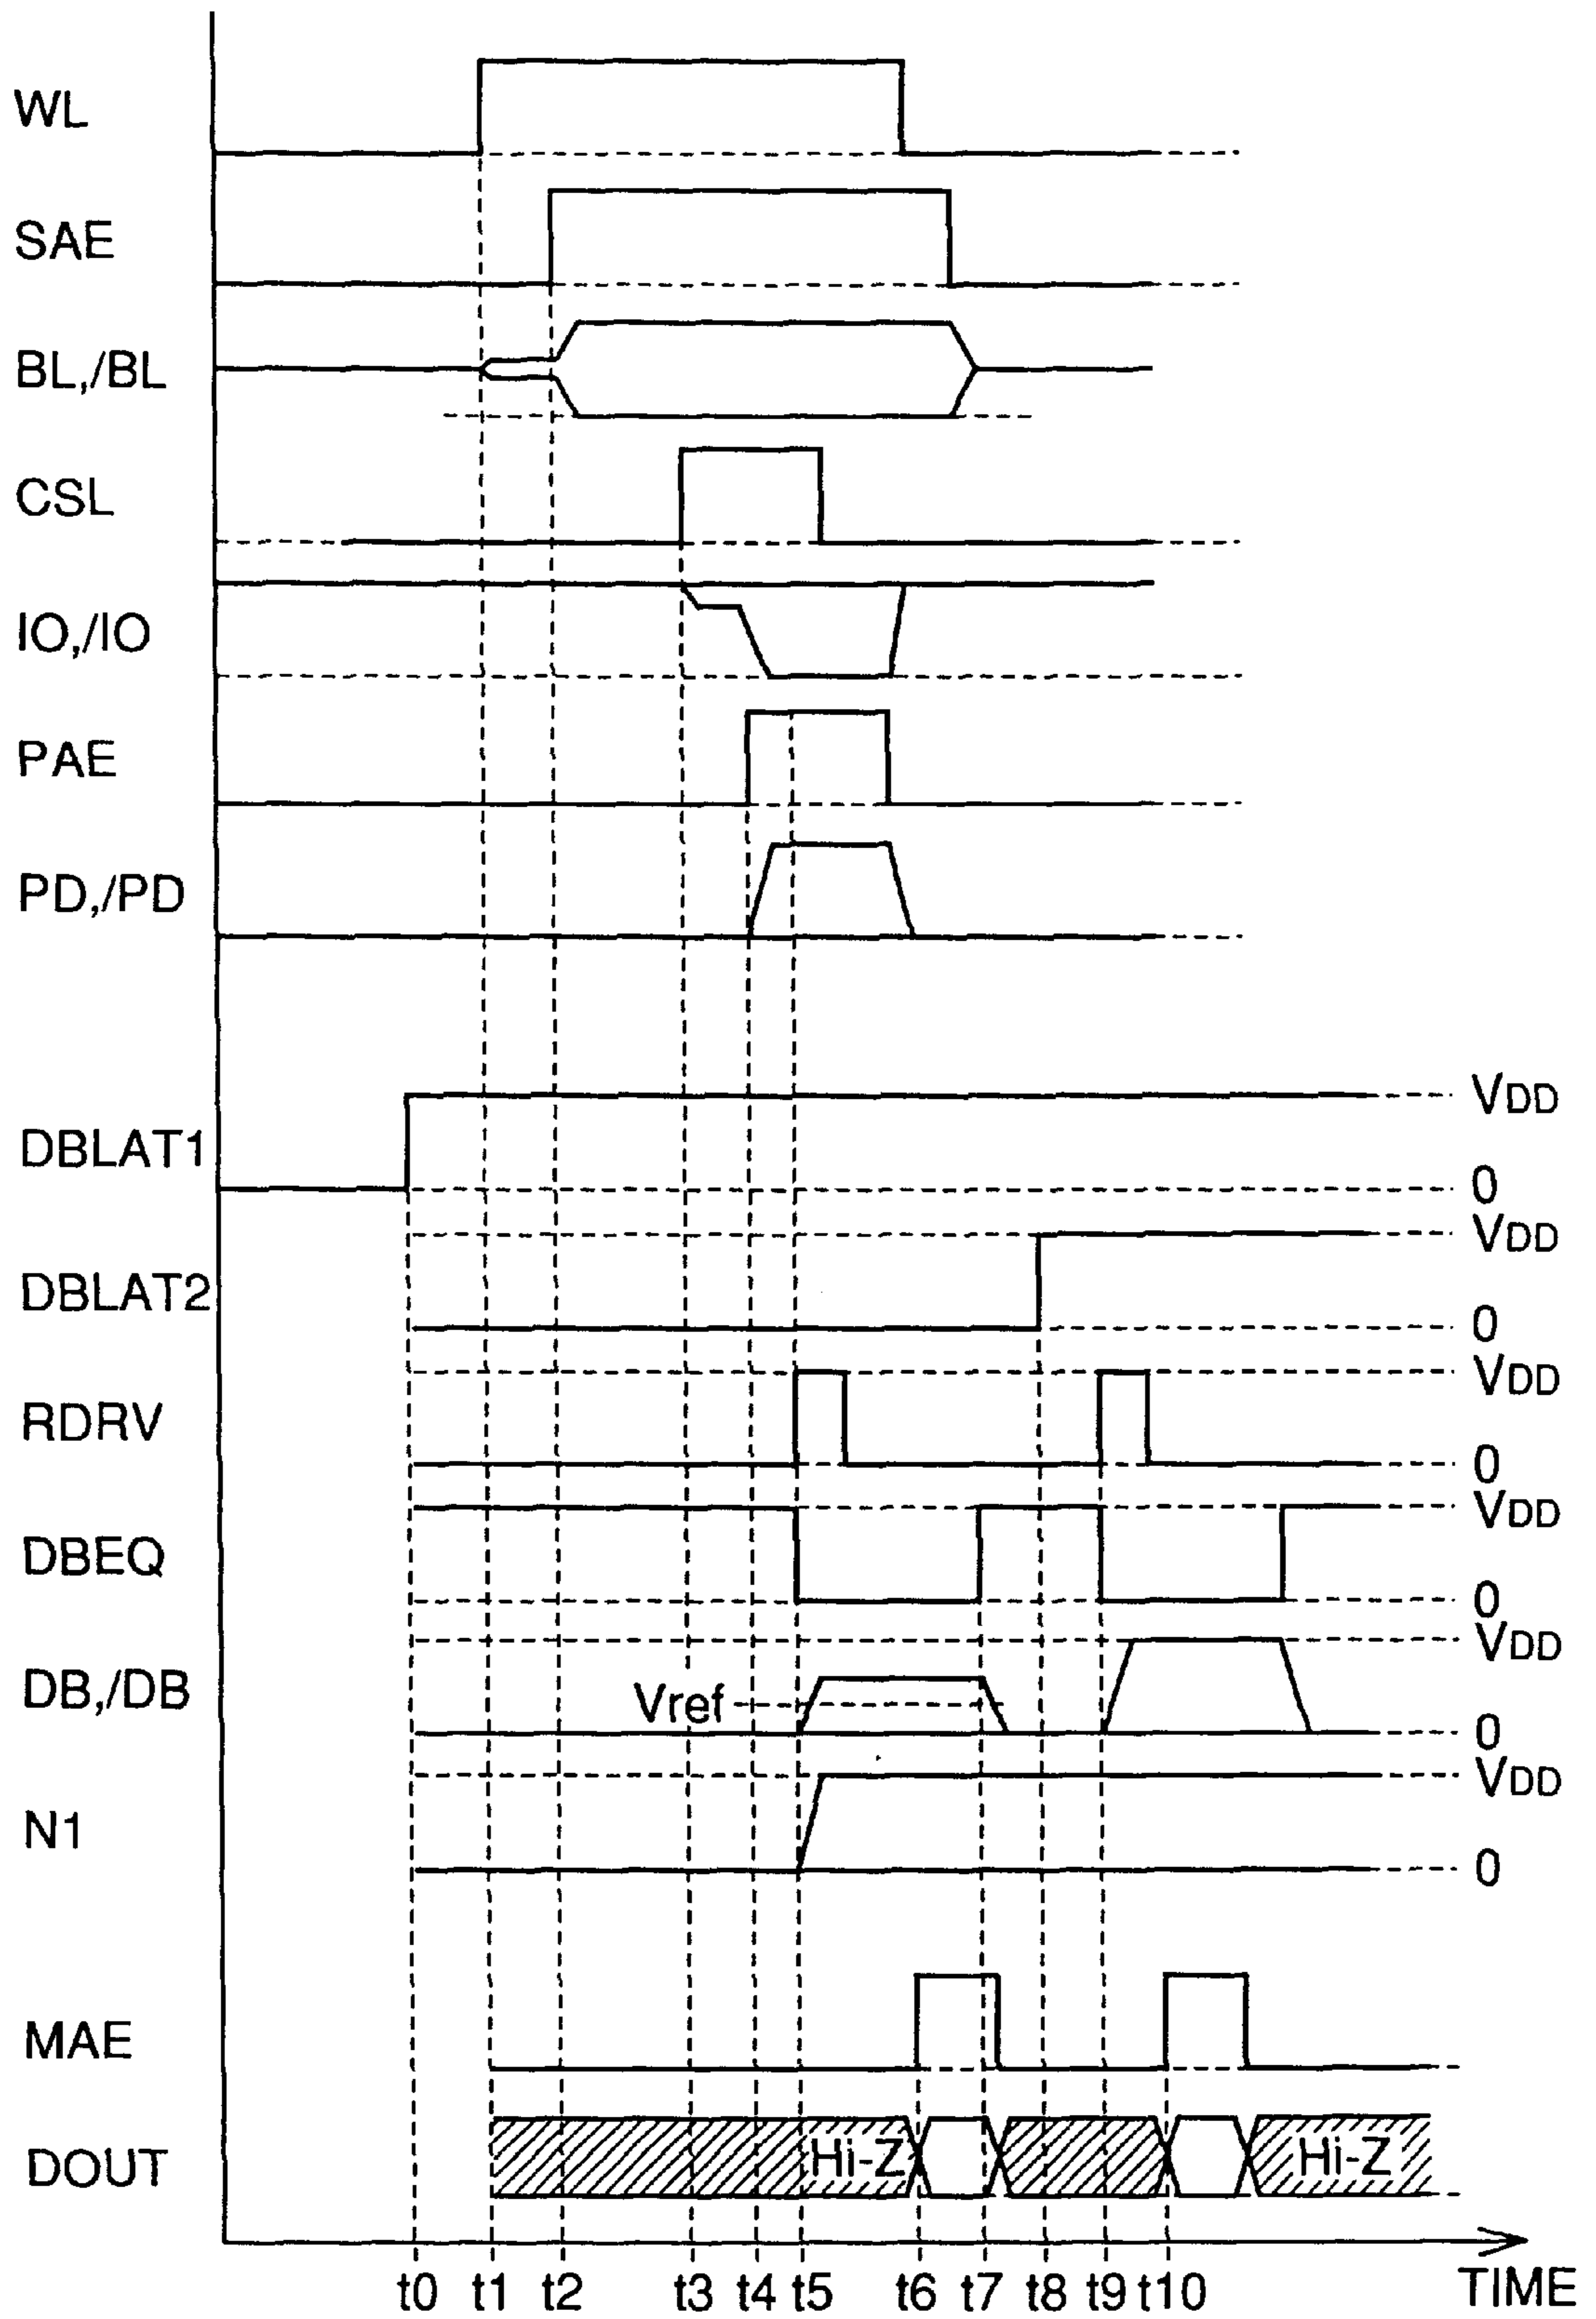 WL
SAE
BL,/BL
CSL
IO,/IO
PAE
PD,/PD
VDD
DBLAT1
0
VDD
DBLAT2
0
VDD
RDRV
0
VDD
DBEQ
0
VDD
DB,/DB
Vref
0
VDD
N1
0
MAE
DOUT
Hi-Z
Hi-Z
t0 t1 t2 t3 t4 t5 t6 t7 t8 t9 t10
TIME